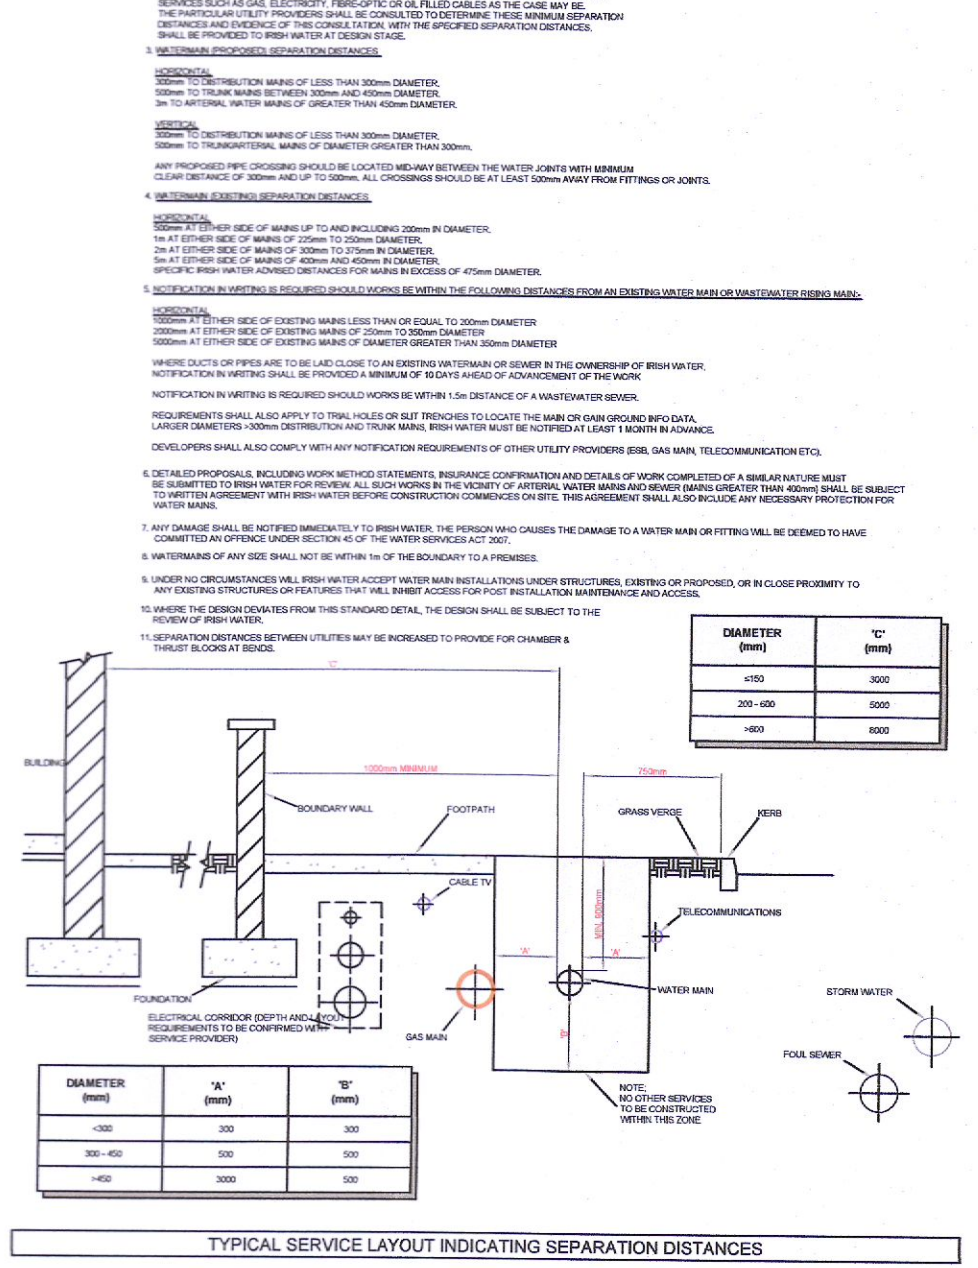 SERVICES SUCH AS GAS, ELECTRICITY, FIBRE-OPTIC OR OIL FILLED CABLES AS THE CASE MAY BE.
THE PARTICULAR UTILITY PROVIDERS SHALL BE CONSULTED TO DETERMINE THESE MINIMUM SEPARATION
DISTANCES AND EVIDENCE OF THIS CONSULTATION, WITH THE SPECIFIED SEPARATION DISTANCES,
SHALL BE PROVIDED TO IRISH WATER AT DESIGN STAGE.
3. WATERMAIN (PROPOSED) SEPARATION DISTANCES
HORIZONTAL
300mm TO DISTRIBUTION MAINS OF LESS THAN 300mm DIAMETER.
500mm TO TRUNK MAINS BETWEEN 300mm AND 450mm DIAMETER.
3m TO ARTERIAL WATER MAINS OF GREATER THAN 450mm DIAMETER.
VERTICAL
300mm TO DISTRIBUTION MAINS OF LESS THAN 300mm DIAMETER.
500mm TO TRUNK/ARTERIAL MAINS OF DIAMETER GREATER THAN 300mm.
ANY PROPOSED PIPE CROSSING SHOULD BE LOCATED MID-WAY BETWEEN THE WATER JOINTS WITH MINIMUM
CLEAR DISTANCE OF 300mm AND UP TO 500mm. ALL CROSSINGS SHOULD BE AT LEAST 500mm AWAY FROM FITTINGS OR JOINTS.
4. WATERMAIN (EXISTING) SEPARATION DISTANCES
HORIZONTAL
500mm AT EITHER SIDE OF MAINS UP TO AND INCLUDING 200mm IN DIAMETER.
1m AT EITHER SIDE OF MAINS OF 225mm TO 250mm DIAMETER.
2m AT EITHER SIDE OF MAINS OF 300mm TO 375mm IN DIAMETER.
5m AT EITHER SIDE OF MAINS OF 400mm AND 450mm IN DIAMETER.
SPECIFIC IRISH WATER ADVISED DISTANCES FOR MAINS IN EXCESS OF 475mm DIAMETER.
5. NOTIFICATION IN WRITING IS REQUIRED SHOULD WORKS BE WITHIN THE FOLLOWING DISTANCES FROM AN EXISTING WATER MAIN OR WASTEWATER RISING MAIN:-
HORIZONTAL
1000mm AT EITHER SIDE OF EXISTING MAINS LESS THAN OR EQUAL TO 200mm DIAMETER
2000mm AT EITHER SIDE OF EXISTING MAINS OF 250mm TO 350mm DIAMETER
5000mm AT EITHER SIDE OF EXISTING MAINS OF DIAMETER GREATER THAN 350mm DIAMETER
WHERE DUCTS OR PIPES ARE TO BE LAID CLOSE TO AN EXISTING WATERMAIN OR SEWER IN THE OWNERSHIP OF IRISH WATER,
NOTIFICATION IN WRITING SHALL BE PROVIDED A MINIMUM OF 10 DAYS AHEAD OF ADVANCEMENT OF THE WORK
NOTIFICATION IN WRITING IS REQUIRED SHOULD WORKS BE WITHIN 1.5m DISTANCE OF A WASTEWATER SEWER.
REQUIREMENTS SHALL ALSO APPLY TO TRIAL HOLES OR SLIT TRENCHES TO LOCATE THE MAIN OR GAIN GROUND INFO DATA.
LARGER DIAMETERS >300mm DISTRIBUTION AND TRUNK MAINS, IRISH WATER MUST BE NOTIFIED AT LEAST 1 MONTH IN ADVANCE.
DEVELOPERS SHALL ALSO COMPLY WITH ANY NOTIFICATION REQUIREMENTS OF OTHER UTILITY PROVIDERS (ESB, GAS MAIN, TELECOMMUNICATION ETC).
6. DETAILED PROPOSALS, INCLUDING WORK METHOD STATEMENTS, INSURANCE CONFIRMATION AND DETAILS OF WORK COMPLETED OF A SIMILAR NATURE MUST
BE SUBMITTED TO IRISH WATER FOR REVIEW. ALL SUCH WORKS IN THE VICINITY OF ARTERIAL WATER MAINS AND SEWER (MAINS GREATER THAN 400mm) SHALL BE SUBJECT
TO WRITTEN AGREEMENT WITH IRISH WATER BEFORE CONSTRUCTION COMMENCES ON SITE. THIS AGREEMENT SHALL ALSO INCLUDE ANY NECESSARY PROTECTION FOR
WATER MAINS.
7. ANY DAMAGE SHALL BE NOTIFIED IMMEDIATELY TO IRISH WATER. THE PERSON WHO CAUSES THE DAMAGE TO A WATER MAIN OR FITTING WILL BE DEEMED TO HAVE
COMMITTED AN OFFENCE UNDER SECTION 45 OF THE WATER SERVICES ACT 2007.
8. WATERMAINS OF ANY SIZE SHALL NOT BE WITHIN 1m OF THE BOUNDARY TO A PREMISES.
9. UNDER NO CIRCUMSTANCES WILL IRISH WATER ACCEPT WATER MAIN INSTALLATIONS UNDER STRUCTURES, EXISTING OR PROPOSED, OR IN CLOSE PROXIMITY TO
ANY EXISTING STRUCTURES OR FEATURES THAT WILL INHIBIT ACCESS FOR POST INSTALLATION MAINTENANCE AND ACCESS.
10. WHERE THE DESIGN DEVIATES FROM THIS STANDARD DETAIL, THE DESIGN SHALL BE SUBJECT TO THE
REVIEW OF IRISH WATER.
11. SEPARATION DISTANCES BETWEEN UTILITIES MAY BE INCREASED TO PROVIDE FOR CHAMBER &
THRUST BLOCKS AT BENDS.
DIAMETER (mm) 'C' (mm)
≤150 3000
200 - 600 5000
>600 8000
'C'
BUILDING
1000mm MINIMUM
750mm
BOUNDARY WALL
FOOTPATH
GRASS VERGE
KERB
CABLE TV
MIN. 900mm
TELECOMMUNICATIONS
'A'
'A'
WATER MAIN
STORM WATER
FOUNDATION
ELECTRICAL CORRIDOR (DEPTH AND LAYOUT
REQUIREMENTS TO BE CONFIRMED WITH
SERVICE PROVIDER)
GAS MAIN
'B'
FOUL SEWER
NOTE:
NO OTHER SERVICES
TO BE CONSTRUCTED
WITHIN THIS ZONE
DIAMETER (mm) 'A' (mm) 'B' (mm)
<300 300 300
300 - 450 500 500
>450 3000 500
TYPICAL SERVICE LAYOUT INDICATING SEPARATION DISTANCES